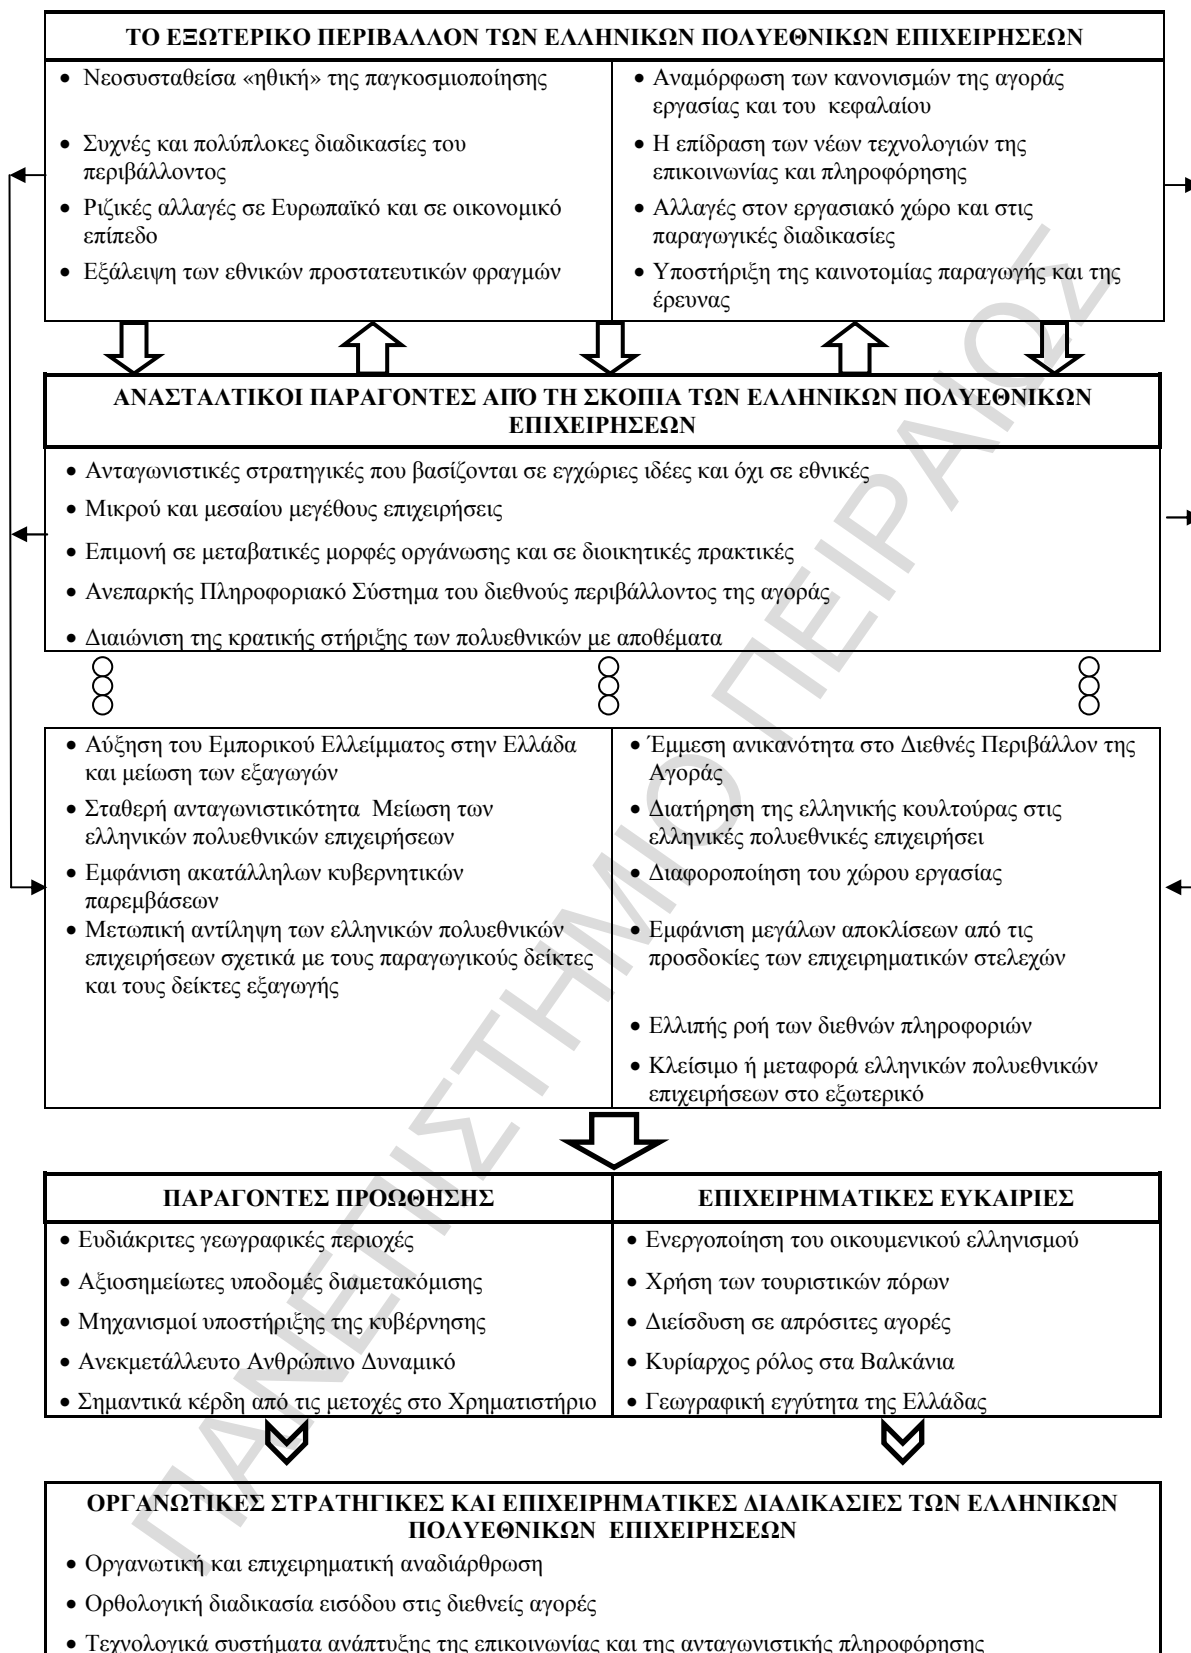 ΤΟ ΕΞΩΤΕΡΙΚΟ ΠΕΡΙΒΑΛΛΟΝ ΤΩΝ ΕΛΛΗΝΙΚΩΝ ΠΟΛΥΕΘΝΙΚΩΝ ΕΠΙΧΕΙΡΗΣΕΩΝ
• Νεοσυσταθείσα «ηθική» της παγκοσμιοποίησης
• Συχνές και πολύπλοκες διαδικασίες του
περιβάλλοντος
• Ριζικές αλλαγές σε Ευρωπαϊκό και σε οικονομικό
επίπεδο
• Εξάλειψη των εθνικών προστατευτικών φραγμών
• Αναμόρφωση των κανονισμών της αγοράς
εργασίας και του κεφαλαίου
• Η επίδραση των νέων τεχνολογιών της
επικοινωνίας και πληροφόρησης
• Αλλαγές στον εργασιακό χώρο και στις
παραγωγικές διαδικασίες
• Υποστήριξη της καινοτομίας παραγωγής και της
έρευνας
ΑΝΑΣΤΑΛΤΙΚΟΙ ΠΑΡΑΓΟΝΤΕΣ ΑΠΌ ΤΗ ΣΚΟΠΙΑ ΤΩΝ ΕΛΛΗΝΙΚΩΝ ΠΟΛΥΕΘΝΙΚΩΝ
ΕΠΙΧΕΙΡΗΣΕΩΝ
• Ανταγωνιστικές στρατηγικές που βασίζονται σε εγχώριες ιδέες και όχι σε εθνικές
• Μικρού και μεσαίου μεγέθους επιχειρήσεις
• Επιμονή σε μεταβατικές μορφές οργάνωσης και σε διοικητικές πρακτικές
• Ανεπαρκής Πληροφοριακό Σύστημα του διεθνούς περιβάλλοντος της αγοράς
• Διαιώνιση της κρατικής στήριξης των πολυεθνικών με αποθέματα
• Αύξηση του Εμπορικού Ελλείμματος στην Ελλάδα
και μείωση των εξαγωγών
• Σταθερή ανταγωνιστικότητα  Μείωση των
ελληνικών πολυεθνικών επιχειρήσεων
• Εμφάνιση ακατάλληλων κυβερνητικών
παρεμβάσεων
• Μετωπική αντίληψη των ελληνικών πολυεθνικών
επιχειρήσεων σχετικά με τους παραγωγικούς δείκτες
και τους δείκτες εξαγωγής
• Έμμεση ανικανότητα στο Διεθνές Περιβάλλον της
Αγοράς
• Διατήρηση της ελληνικής κουλτούρας στις
ελληνικές πολυεθνικές επιχειρήσει
• Διαφοροποίηση του χώρου εργασίας
• Εμφάνιση μεγάλων αποκλίσεων από τις
προσδοκίες των επιχειρηματικών στελεχών
• Ελλιπής ροή των διεθνών πληροφοριών
• Κλείσιμο ή μεταφορά ελληνικών πολυεθνικών
επιχειρήσεων στο εξωτερικό
ΠΑΡΑΓΟΝΤΕΣ ΠΡΟΩΘΗΣΗΣ
• Ευδιάκριτες γεωγραφικές περιοχές
• Αξιοσημείωτες υποδομές διαμετακόμισης
• Μηχανισμοί υποστήριξης της κυβέρνησης
• Ανεκμετάλλευτο Ανθρώπινο Δυναμικό
• Σημαντικά κέρδη από τις μετοχές στο Χρηματιστήριο
ΕΠΙΧΕΙΡΗΜΑΤΙΚΕΣ ΕΥΚΑΙΡΙΕΣ
• Ενεργοποίηση του οικουμενικού ελληνισμού
• Χρήση των τουριστικών πόρων
• Διείσδυση σε απρόσιτες αγορές
• Κυρίαρχος ρόλος στα Βαλκάνια
• Γεωγραφική εγγύτητα της Ελλάδας
ΟΡΓΑΝΩΤΙΚΕΣ ΣΤΡΑΤΗΓΙΚΕΣ ΚΑΙ ΕΠΙΧΕΙΡΗΜΑΤΙΚΕΣ ΔΙΑΔΙΚΑΣΙΕΣ ΤΩΝ ΕΛΛΗΝΙΚΩΝ
ΠΟΛΥΕΘΝΙΚΩΝ  ΕΠΙΧΕΙΡΗΣΕΩΝ
• Οργανωτική και επιχειρηματική αναδιάρθρωση
• Ορθολογική διαδικασία εισόδου στις διεθνείς αγορές
• Τεχνολογικά συστήματα ανάπτυξης της επικοινωνίας και της ανταγωνιστικής πληροφόρησης
ΠΑΝΕΠΙΣΤΗΜΙΟ ΠΕΙΡΑΙΩΣ